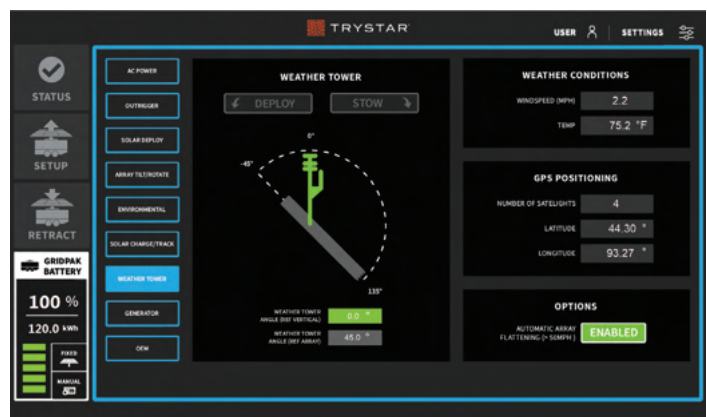 TRYSTAR
USER
SETTINGS
STATUS
SETUP
RETRACT
GRIDPAK
BATTERY
100 %
120.0 kWh
FIXED
MANUAL
AC POWER
OUTRIGGER
SOLAR DEPLOY
ARRAY TILT/ROTATE
ENVIRONMENTAL
SOLAR CHARGE/TRACK
WEATHER TOWER
GENERATOR
OEM
WEATHER TOWER
DEPLOY
STOW
0°
-45°
135°
WEATHER TOWER
ANGLE (REF VERTICAL)
0.0 °
WEATHER TOWER
ANGLE (REF ARRAY)
45.0 °
WEATHER CONDITIONS
WINDSPEED (MPH)
2.2
TEMP
75.2 °F
GPS POSITIONING
NUMBER OF SATELIGHTS
4
LATITUDE
44.30 °
LONGITUDE
93.27 °
OPTIONS
AUTOMATIC ARRAY
FLATTENING (> 50MPH )
ENABLED